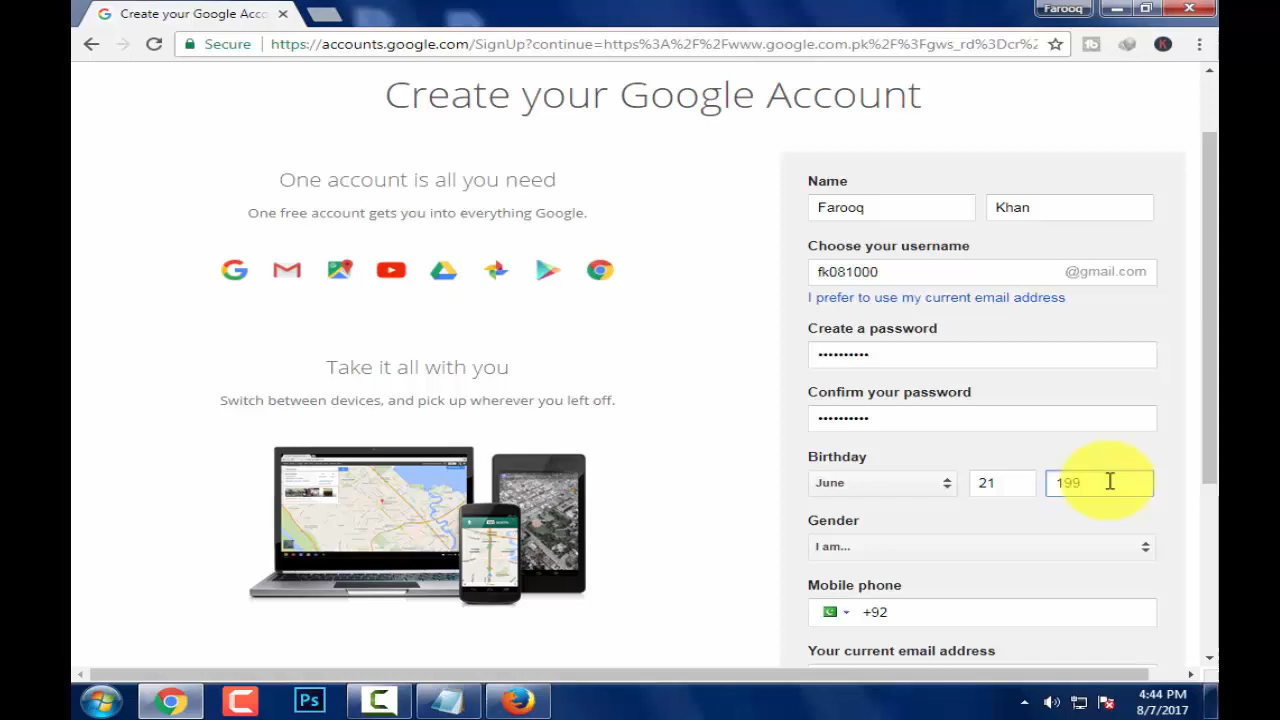 Create your Google Acco
Farooq
Secure
https://accounts.google.com/SignUp?continue=https%3A%2F%2Fwww.google.com.pk%2F%3Fgws_rd%3Dcr%2
Create your Google Account
One account is all you need
One free account gets you into everything Google.
Take it all with you
Switch between devices, and pick up wherever you left off.
Name
Farooq Khan
Choose your username
fk081000 @gmail.com
I prefer to use my current email address
Create a password
••••••••••
Confirm your password
••••••••••
Birthday
June 21 199
Gender
I am...
Mobile phone
+92
Your current email address
Ps
4:44 PM
8/7/2017